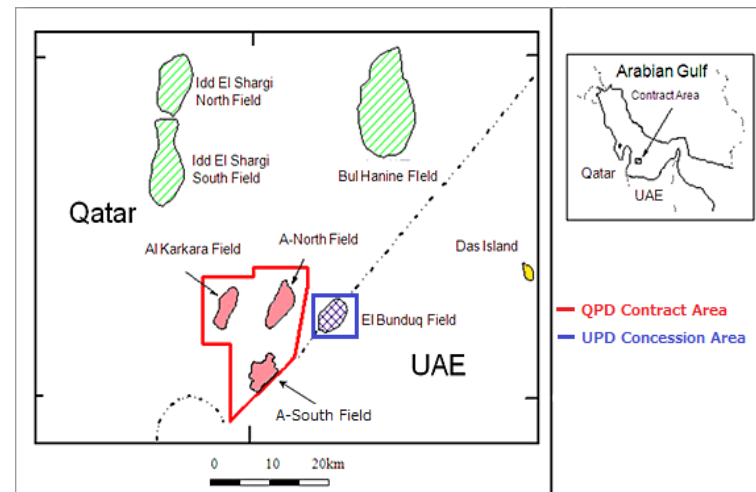 Idd El Shargi
North Field
Idd El Shargi
South Field
Bul Hanine FIeld
Qatar
Al Karkara Field
A-North Field
Das Island
El Bunduq Field
UAE
A-South Field
0 10 20km
Arabian Gulf
Contract Area
Qatar
UAE
QPD Contract Area
UPD Concession Area